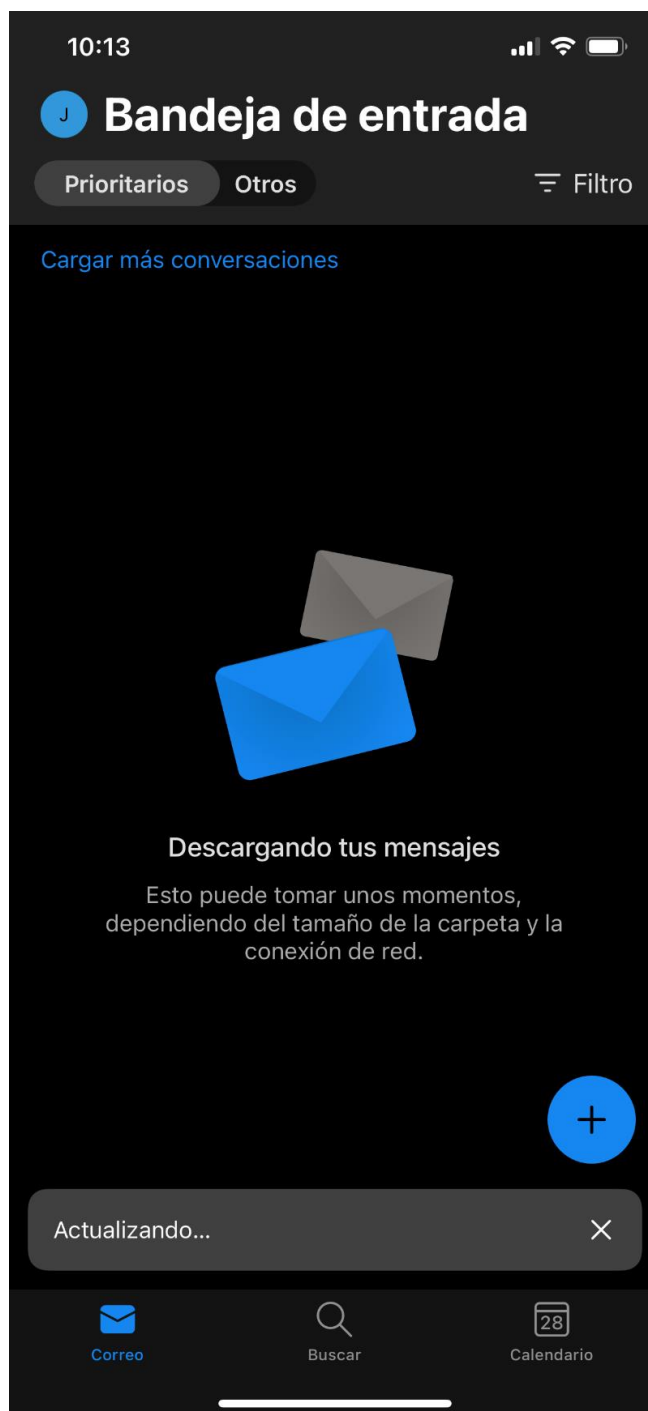 10:13
J
Bandeja de entrada
Prioritarios Otros
Filtro
Cargar más conversaciones
Descargando tus mensajes
Esto puede tomar unos momentos,
dependiendo del tamaño de la carpeta y la
conexión de red.
+
Actualizando...
28
Correo Buscar Calendario